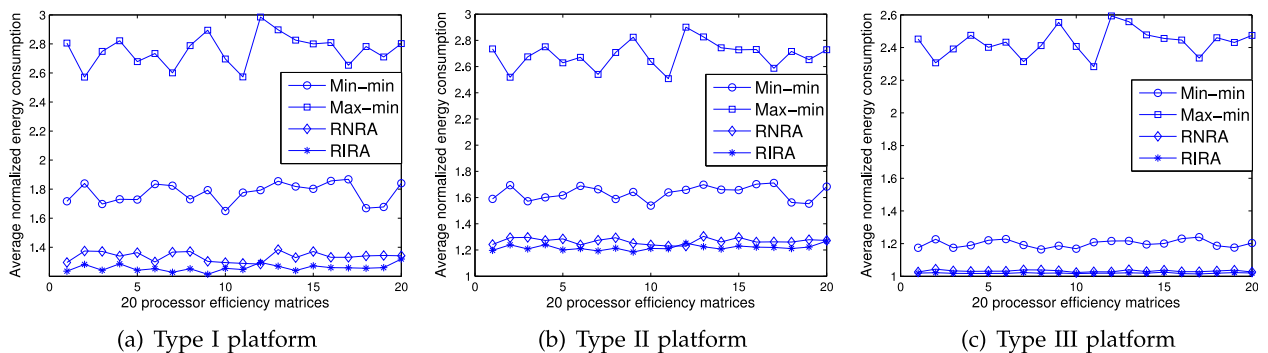 3
2.8
2.6
2.4
2.2
2
1.8
1.6
1.4
0
5
10
15
20
Average normalized energy consumption
20 processor efficiency matrices
Min−min
Max−min
RNRA
RIRA
(a) Type I platform
3
2.8
2.6
2.4
2.2
2
1.8
1.6
1.4
1.2
1
0
5
10
15
20
Average normalized energy consumption
20 processor efficiency matrices
Min−min
Max−min
RNRA
RIRA
(b) Type II platform
2.6
2.4
2.2
2
1.8
1.6
1.4
1.2
1
0
5
10
15
20
Average normalized energy consumption
20 processor efficiency matrices
Min−min
Max−min
RNRA
RIRA
(c) Type III platform